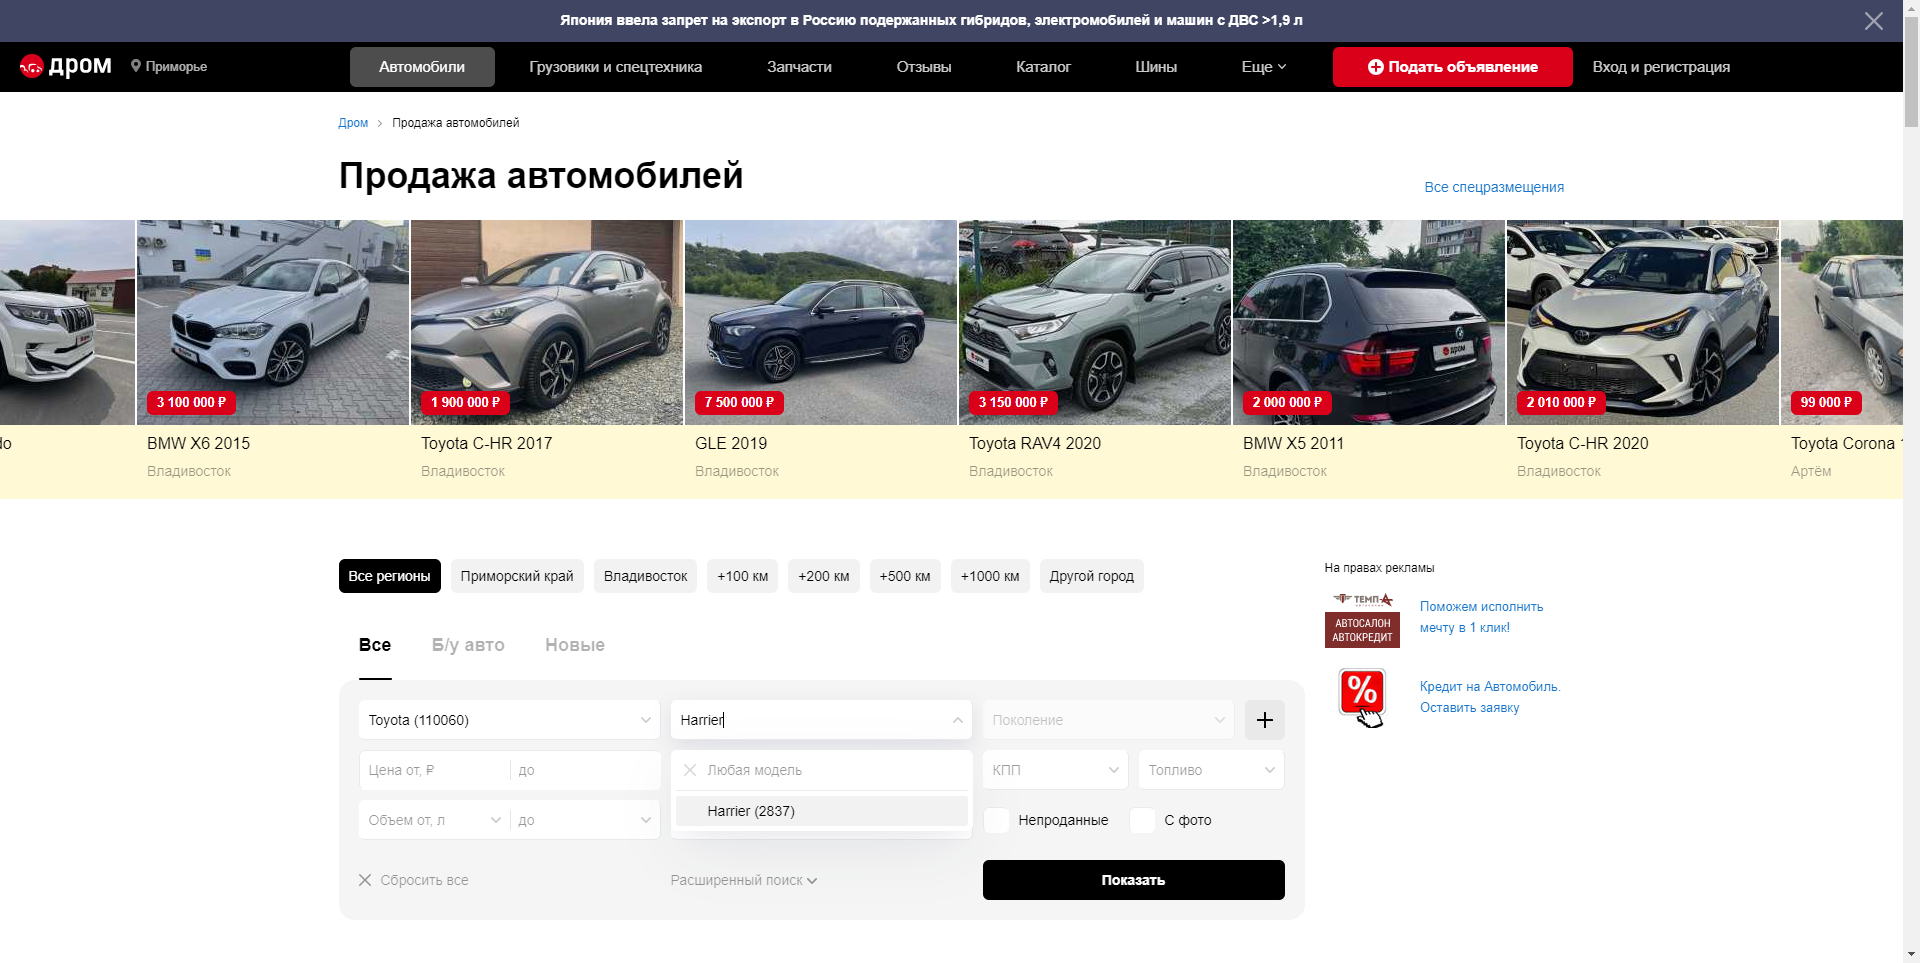 Япония ввела запрет на экспорт в Россию подержанных гибридов, электромобилей и машин с ДВС >1,9 л
дром Приморье Автомобили Грузовики и спецтехника Запчасти Отзывы Каталог Шины Еще Подать объявление Вход и регистрация
Дром > Продажа автомобилей
Продажа автомобилей
Все спецразмещения
3 100 000 ₽ 1 900 000 ₽ 7 500 000 ₽ 3 150 000 ₽ 2 000 000 ₽ 2 010 000 ₽ 99 000 ₽
do BMW X6 2015 Toyota C-HR 2017 GLE 2019 Toyota RAV4 2020 BMW X5 2011 Toyota C-HR 2020 Toyota Corona 1
Владивосток Владивосток Владивосток Владивосток Владивосток Владивосток Артём
Все регионы Приморский край Владивосток +100 км +200 км +500 км +1000 км Другой город
Все Б/у авто Новые
Toyota (110060) Harrier Поколение
Цена от, ₽ до Любая модель КПП Топливо
Harrier (2837)
Объем от, л до Непроданные С фото
Сбросить все Расширенный поиск Показать
На правах рекламы
ТЕМП-А
АВТОСАЛОН
АВТОКРЕДИТ
Поможем исполнить
мечту в 1 клик!
%
Кредит на Автомобиль.
Оставить заявку